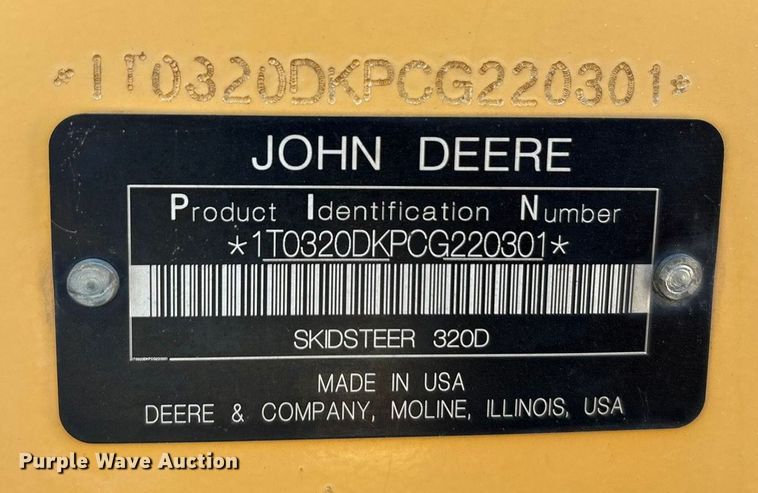 *1T0320DKPCG220301*
JOHN DEERE
Product Identification Number
*1T0320DKPCG220301*
SKIDSTEER 320D
1T0320DKPCG220301
MADE IN USA
DEERE & COMPANY, MOLINE, ILLINOIS, USA
Purple Wave Auction